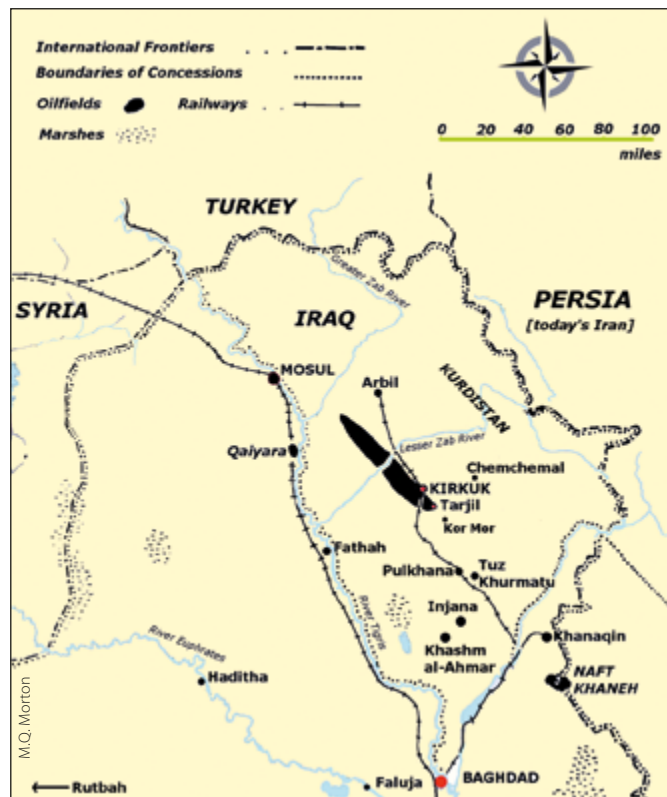 International Frontiers . .
Boundaries of Concessions
Oilfields Railways . .
Marshes
0 20 40 60 80 100
miles
TURKEY
Greater Zab River
SYRIA
IRAQ
PERSIA
[today's Iran]
MOSUL
Arbil
KURDISTAN
Qaiyara
Lesser Zab River
Chemchemal
KIRKUK
Tarjil
Kor Mor
Fathah
Pulkhana
Tuz
Khurmatu
River Tigris
Injana
Khashm
al-Ahmar
Khanaqin
River Euphrates
Haditha
NAFT
KHANEH
M.Q. Morton
Rutbah
Faluja
BAGHDAD